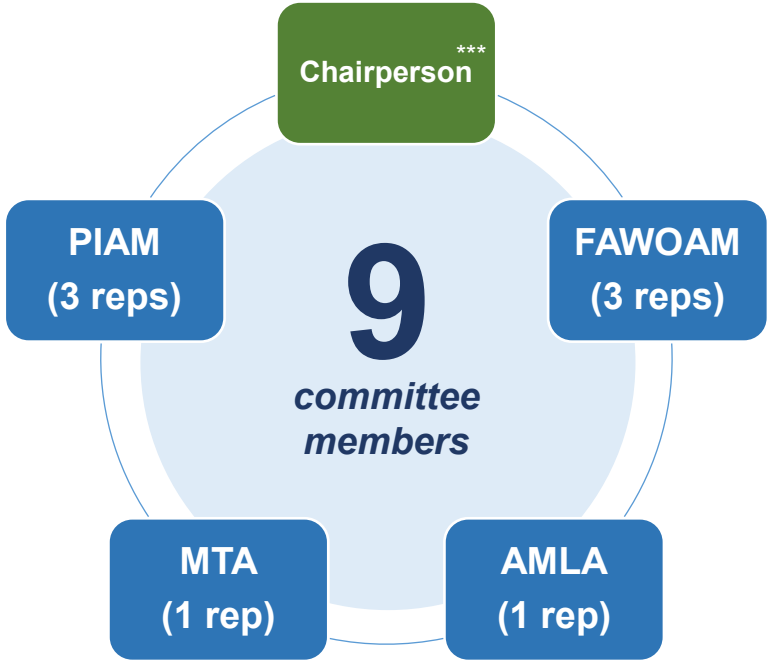 Chairperson***
PIAM
(3 reps)
FAWOAM
(3 reps)
9
committee
members
MTA
(1 rep)
AMLA
(1 rep)